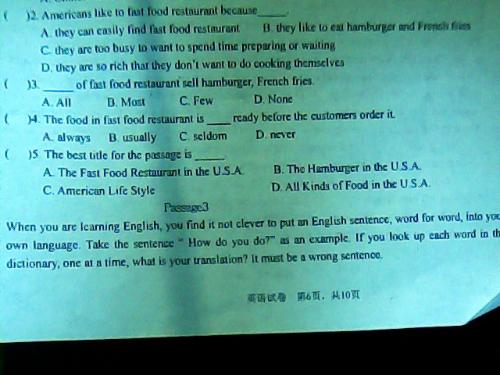 (    )2. Americans like to fast food restaurant because_____.
A. they can easily find fast food restaurant    B. they like to eat hamburger and French fries
C. they are too busy to want to spend time preparing or waiting
D. they are so rich that they don't want to do cooking themselves
(    )3. _____ of fast food restaurant sell hamburger, French fries.
A. All    B. Most    C. Few    D. None
(    )4. The food in fast food restaurant is ____ ready before the customers order it.
A. always    B. usually    C. seldom    D. never
(    )5. The best title for the passage is _____.
A. The Fast Food Restaurant in the U.S.A.    B. The Hamburger in the U.S.A.
C. American Life Style    D. All Kinds of Food in the U.S.A.
Passage3
When you are learning English, you find it not clever to put an English sentence, word for word, into
own language. Take the sentence " How do you do?" as an example. If you look up each word in
dictionary, one at a time, what is your translation? It must be a wrong sentence.
英语试卷 第6页，共10页